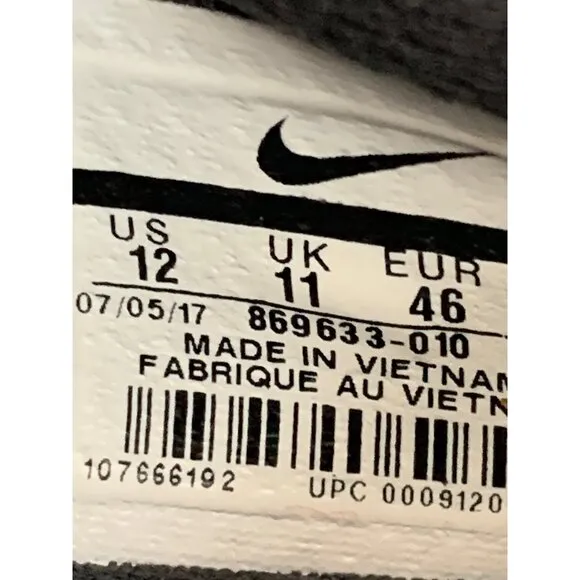 US UK EUR
12 11 46
07/05/17 869633-010
MADE IN VIETNAM
FABRIQUE AU VIETN
107666192 UPC 0009120